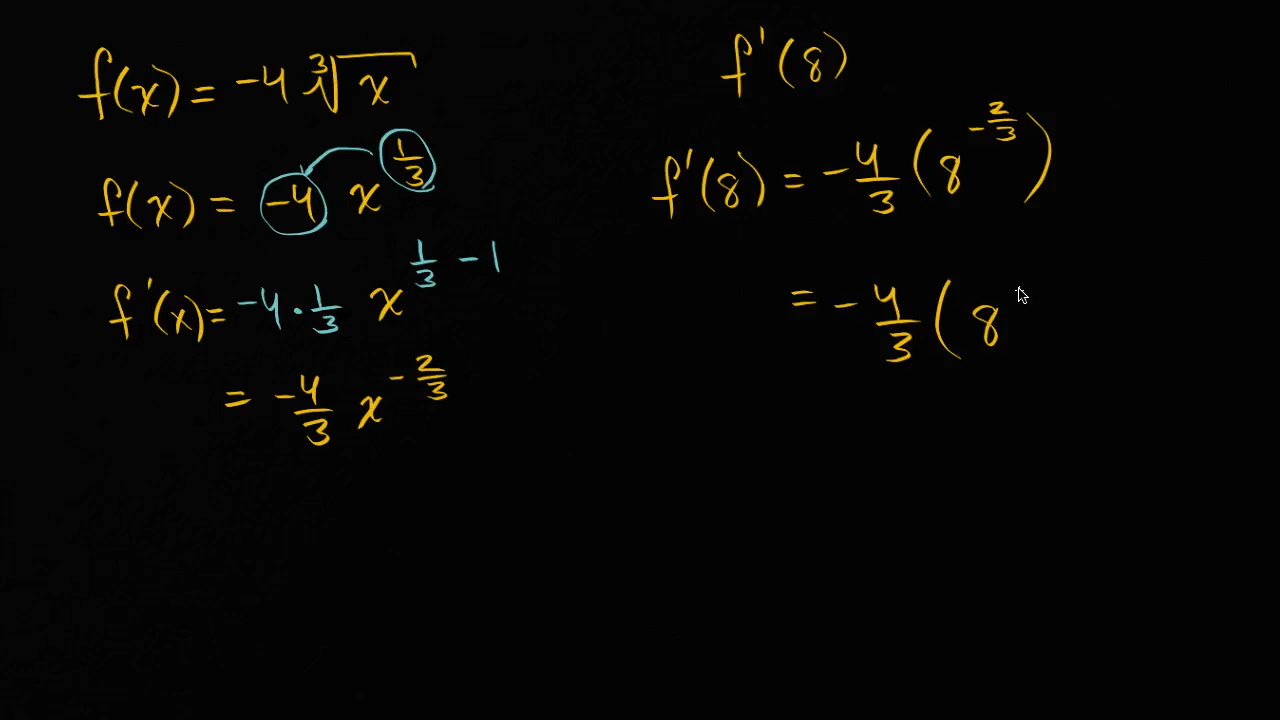 f(x) = -4 ∛x
f(x) = -4 x^(1/3)
f'(x) = -4 · 1/3 x^(1/3 - 1)
= -4/3 x^(-2/3)
f'(8)
f'(8) = -4/3 (8^(-2/3))
= -4/3 (8